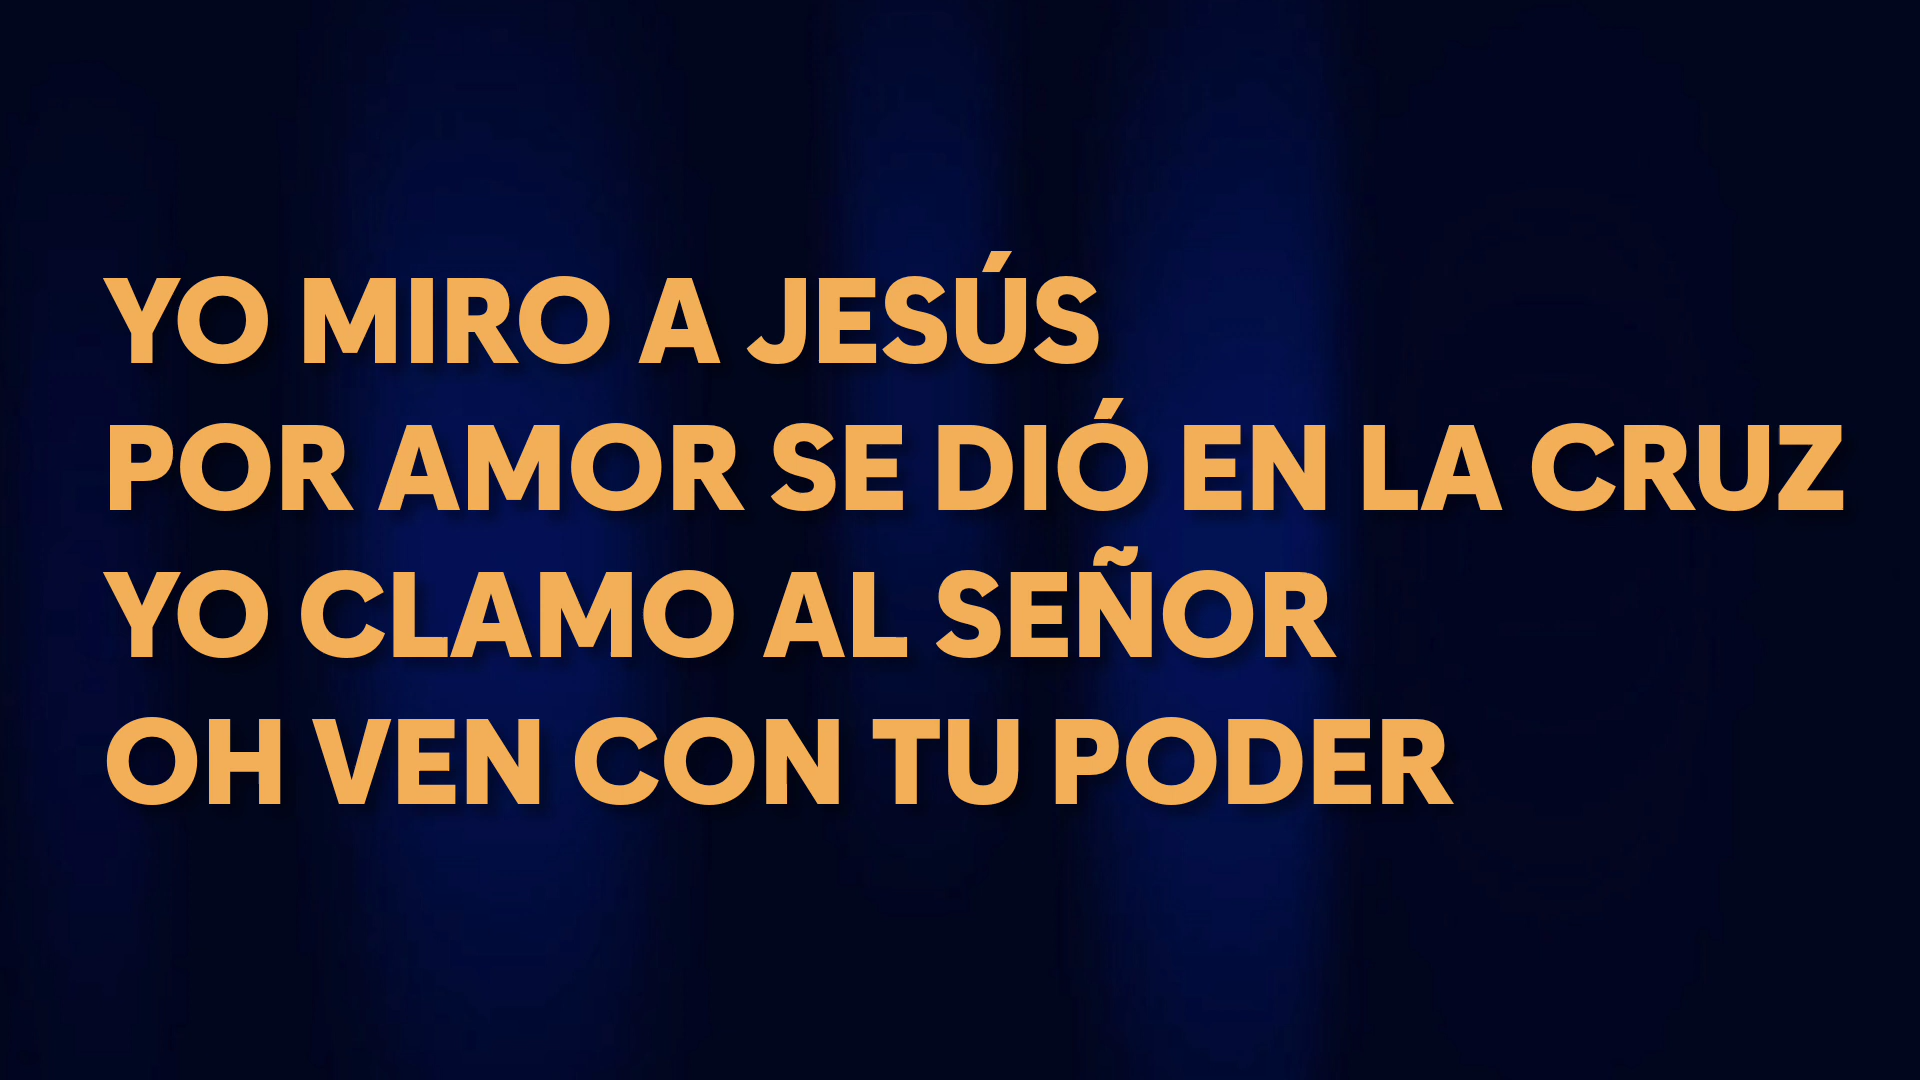 YO MIRO A JESÚS
POR AMOR SE DIÓ EN LA CRUZ
YO CLAMO AL SEÑOR
OH VEN CON TU PODER